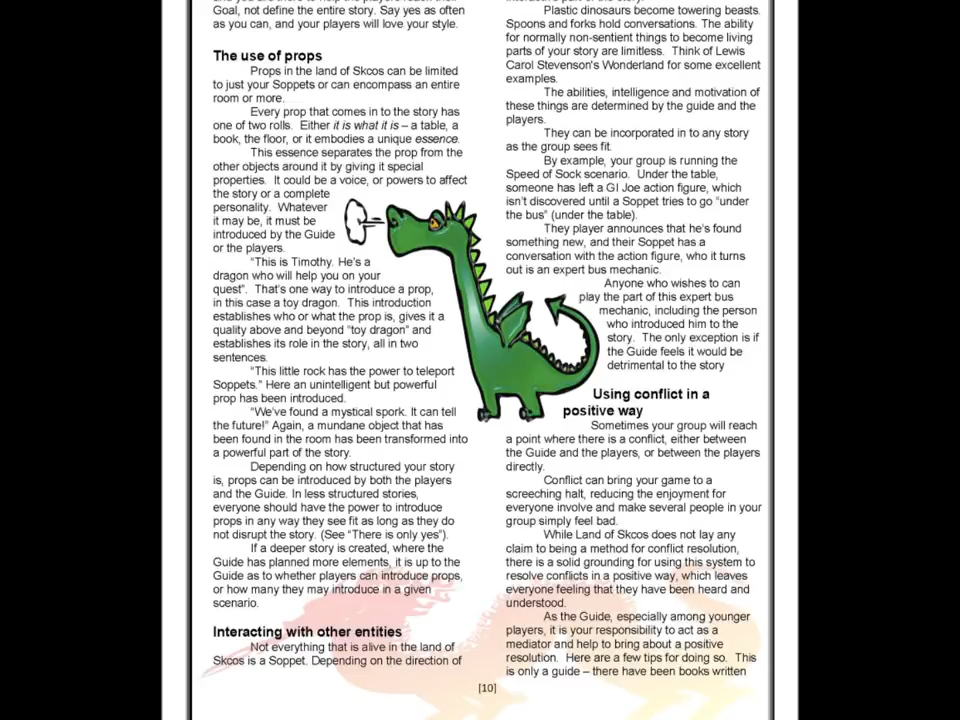 Goal, not define the entire story. Say yes as often
as you can, and your players will love your style.
The use of props
Props in the land of Skcos can be limited
to just your Soppets or can encompass an entire
room or more.
Every prop that comes in to the story has
one of two rolls. Either it is what it is – a table, a
book, the floor, or it embodies a unique essence.
This essence separates the prop from the
other objects around it by giving it special
properties. It could be a voice, or powers to affect
the story or a complete
personality. Whatever
it may be, it must be
introduced by the Guide
or the players.
"This is Timothy. He's a
dragon who will help you on your
quest". That's one way to introduce a prop,
in this case a toy dragon. This introduction
establishes who or what the prop is, gives it a
quality above and beyond "toy dragon" and
establishes its role in the story, all in two
sentences.
"This little rock has the power to teleport
Soppets." Here an unintelligent but powerful
prop has been introduced.
"We've found a mystical spork. It can tell
the future!" Again, a mundane object that has
been found in the room has been transformed into
a powerful part of the story.
Depending on how structured your story
is, props can be introduced by both the players
and the Guide. In less structured stories,
everyone should have the power to introduce
props in any way they see fit as long as they do
not disrupt the story. (See "There is only yes").
If a deeper story is created, where the
Guide has planned more elements, it is up to the
Guide as to whether players can introduce props,
or how many they may introduce in a given
scenario.
Interacting with other entities
Not everything that is alive in the land of
Skcos is a Soppet. Depending on the direction of
Plastic dinosaurs become towering beasts.
Spoons and forks hold conversations. The ability
for normally non-sentient things to become living
parts of your story are limitless. Think of Lewis
Carol Stevenson's Wonderland for some excellent
examples.
The abilities, intelligence and motivation of
these things are determined by the guide and the
players.
They can be incorporated in to any story
as the group sees fit.
By example, your group is running the
Speed of Sock scenario. Under the table,
someone has left a GI Joe action figure, which
isn't discovered until a Soppet tries to go "under
the bus" (under the table).
They player announces that he's found
something new, and their Soppet has a
conversation with the action figure, who it turns
out is an expert bus mechanic.
Anyone who wishes to can
play the part of this expert bus
mechanic, including the person
who introduced him to the
story. The only exception is if
the Guide feels it would be
detrimental to the story
Using conflict in a
positive way
Sometimes your group will reach
a point where there is a conflict, either between
the Guide and the players, or between the players
directly.
Conflict can bring your game to a
screeching halt, reducing the enjoyment for
everyone involve and make several people in your
group simply feel bad.
While Land of Skcos does not lay any
claim to being a method for conflict resolution,
there is a solid grounding for using this system to
resolve conflicts in a positive way, which leaves
everyone feeling that they have been heard and
understood.
As the Guide, especially among younger
players, it is your responsibility to act as a
mediator and help to bring about a positive
resolution. Here are a few tips for doing so. This
is only a guide – there have been books written
[10]